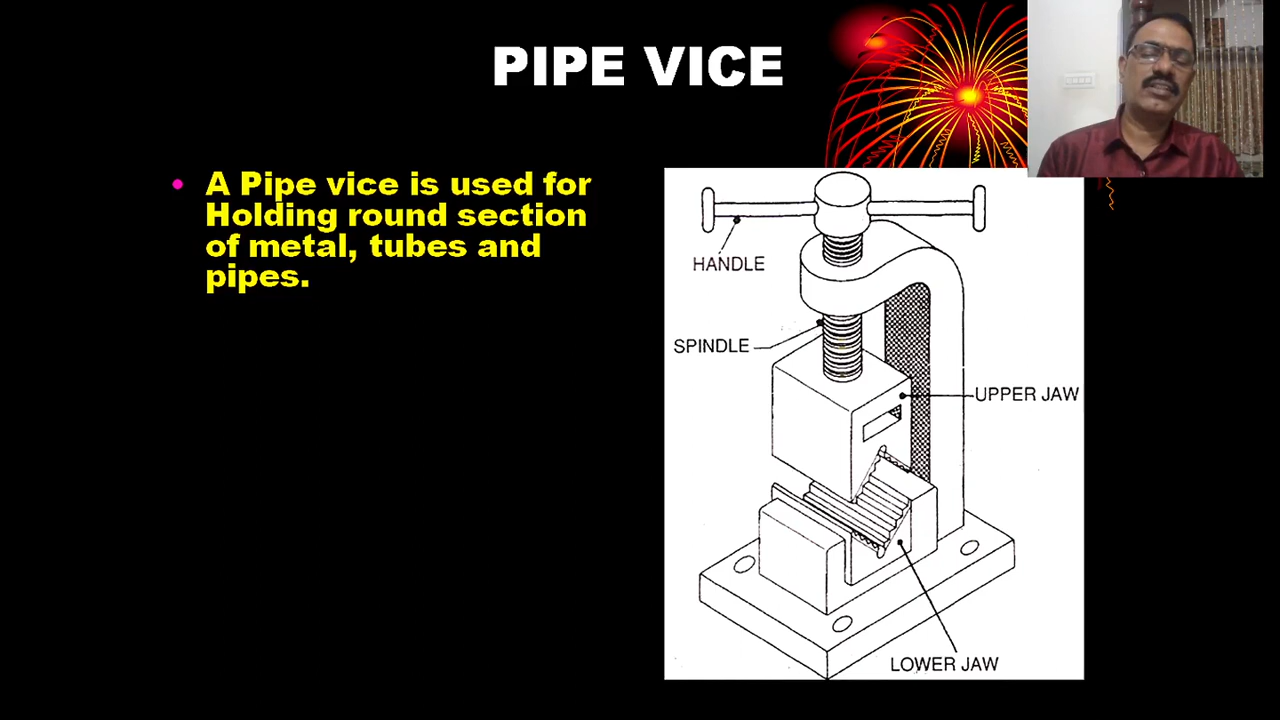 PIPE VICE
• A Pipe vice is used for
Holding round section
of metal, tubes and
pipes.
HANDLE
SPINDLE
UPPER JAW
LOWER JAW